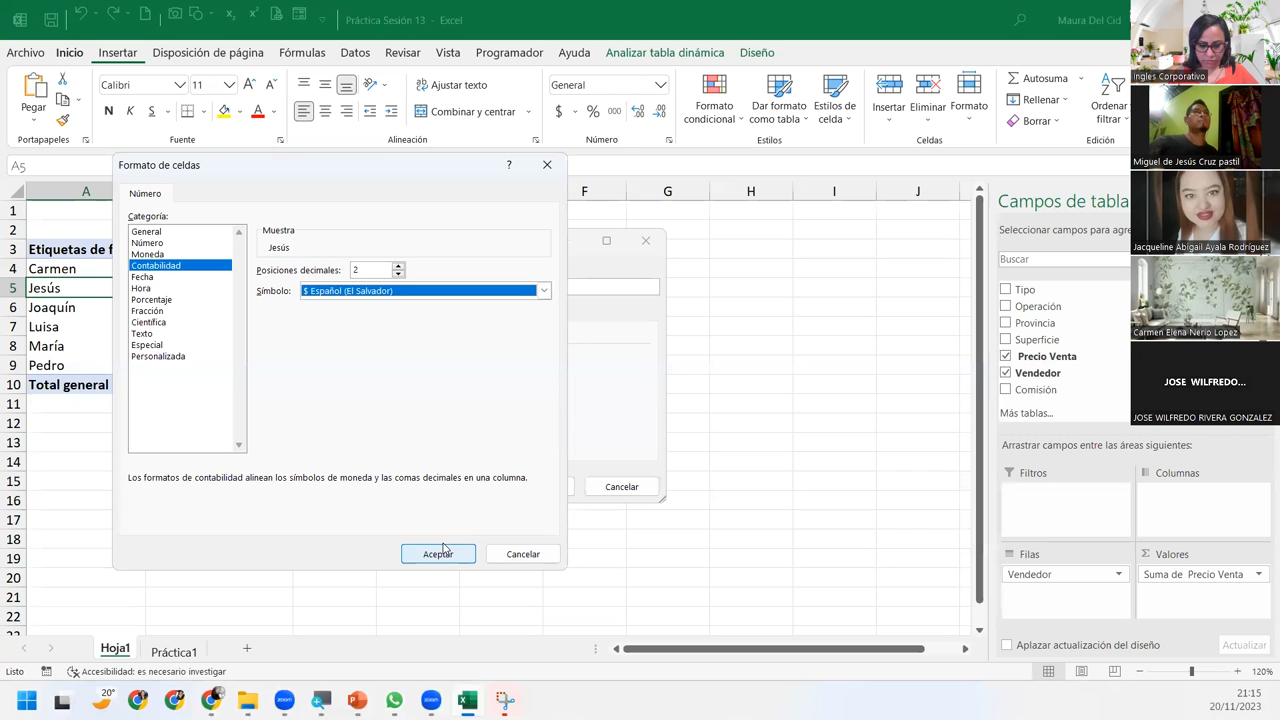 Práctica Sesión 13 - Excel
Maura Del Cid
Archivo Inicio Insertar Disposición de página Fórmulas Datos Revisar Vista Programador Ayuda Analizar tabla dinámica Diseño
Pegar
Portapapeles
Calibri 11
N K S
Fuente
Ajustar texto
Combinar y centrar
Alineación
General
$ % 000
Número
Formato condicional
Dar formato como tabla
Estilos de celda
Estilos
Insertar
Eliminar
Formato
Celdas
Autosuma
Rellenar
Borrar
Ordenar
filtrar
Edición
A5
Formato de celdas
Número
Categoría:
General
Número
Moneda
Contabilidad
Fecha
Hora
Porcentaje
Fracción
Científica
Texto
Especial
Personalizada
Muestra
Jesús
Posiciones decimales: 2
Símbolo: $ Español (El Salvador)
Los formatos de contabilidad alinean los símbolos de moneda y las comas decimales en una columna.
Aceptar
Cancelar
Cancelar
A F G H I J
1
2
3 Etiquetas de f
4 Carmen
5 Jesús
6 Joaquín
7 Luisa
8 María
9 Pedro
10 Total general
11
12
13
14
15
16
17
18
19
20
21
22
Campos de tabla
Seleccionar campos para agre
Buscar
Tipo
Operación
Provincia
Superficie
Precio Venta
Vendedor
Comisión
Más tablas...
Arrastrar campos entre las áreas siguientes:
Filtros
Columnas
Filas
Σ Valores
Vendedor
Suma de Precio Venta
Aplazar actualización del diseño
Actualizar
Ingles Corporativo
Miguel de Jesús Cruz pastil
Jacqueline Abigail Ayala Rodríguez
Carmen Elena Nerio Lopez
JOSE WILFREDO...
JOSE WILFREDO RIVERA GONZALEZ
Hoja1 Práctica1
Listo
Accesibilidad: es necesario investigar
120%
20°
zoom
zoom
21:15
20/11/2023